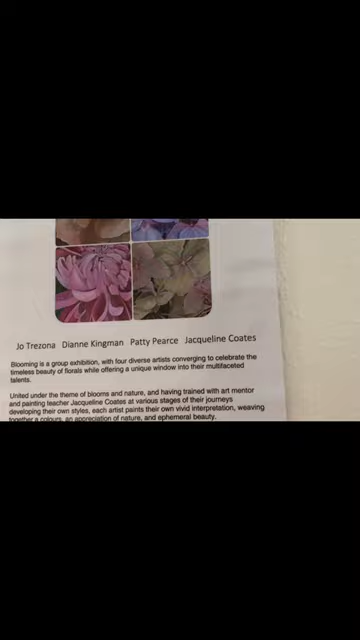 Jo Trezona Dianne Kingman Patty Pearce Jacqueline Coates
Blooming is a group exhibition, with four diverse artists converging to celebrate the
timeless beauty of florals while offering a unique window into their multifaceted
talents.
United under the theme of blooms and nature, and having trained with art mentor
and painting teacher Jacqueline Coates at various stages of their journeys
developing their own styles, each artist paints their own vivid interpretation, weaving
together a colours, an appreciation of nature, and ephemeral beauty.